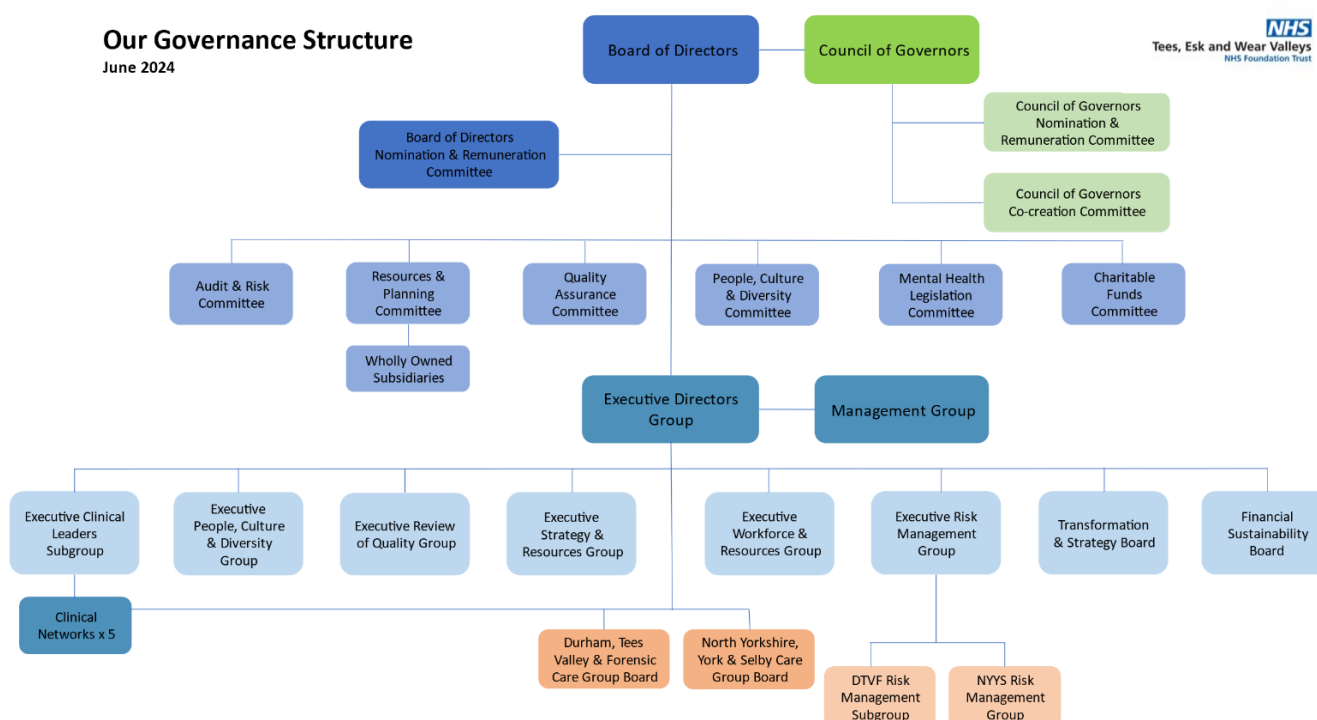 Our Governance Structure
June 2024
Board of Directors
Council of Governors
NHS
Tees, Esk and Wear Valleys
NHS Foundation Trust
Council of Governors
Nomination &
Remuneration Committee
Board of Directors
Nomination & Remuneration
Committee
Council of Governors
Co-creation Committee
Audit & Risk
Committee
Resources &
Planning
Committee
Quality
Assurance
Committee
People, Culture
& Diversity
Committee
Mental Health
Legislation
Committee
Charitable
Funds
Committee
Wholly Owned
Subsidiaries
Executive Directors
Group
Management Group
Executive Clinical
Leaders
Subgroup
Executive
People, Culture
& Diversity
Group
Executive Review
of Quality Group
Executive
Strategy &
Resources Group
Executive
Workforce &
Resources Group
Executive Risk
Management
Group
Transformation
& Strategy Board
Financial
Sustainability
Board
Clinical
Networks x 5
Durham, Tees
Valley & Forensic
Care Group Board
North Yorkshire,
York & Selby Care
Group Board
DTVF Risk
Management
Subgroup
NYYS Risk
Management
Group